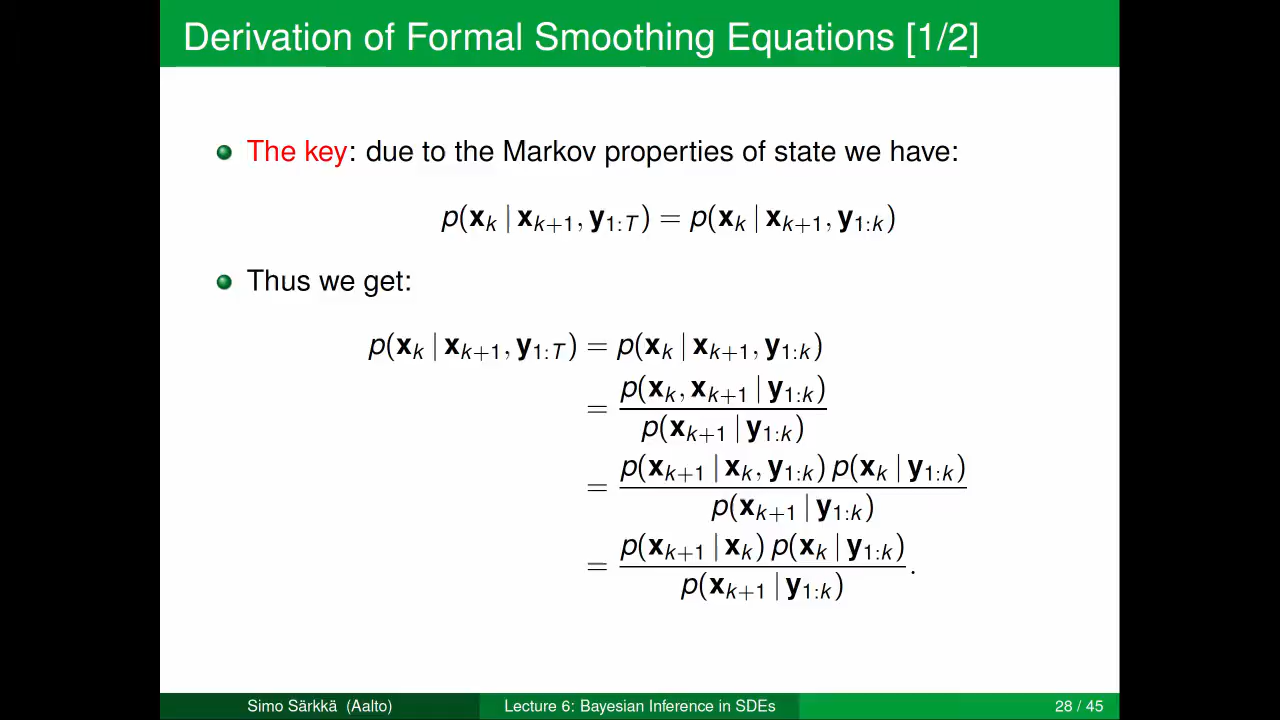 Derivation of Formal Smoothing Equations [1/2]
The key: due to the Markov properties of state we have:
p(x_k | x_{k+1}, y_{1:T}) = p(x_k | x_{k+1}, y_{1:k})
Thus we get:
p(x_k | x_{k+1}, y_{1:T}) = p(x_k | x_{k+1}, y_{1:k})
= \frac{p(x_k, x_{k+1} | y_{1:k})}{p(x_{k+1} | y_{1:k})}
= \frac{p(x_{k+1} | x_k, y_{1:k}) p(x_k | y_{1:k})}{p(x_{k+1} | y_{1:k})}
= \frac{p(x_{k+1} | x_k) p(x_k | y_{1:k})}{p(x_{k+1} | y_{1:k})}.
Simo Särkkä (Aalto) Lecture 6: Bayesian Inference in SDEs 28 / 45